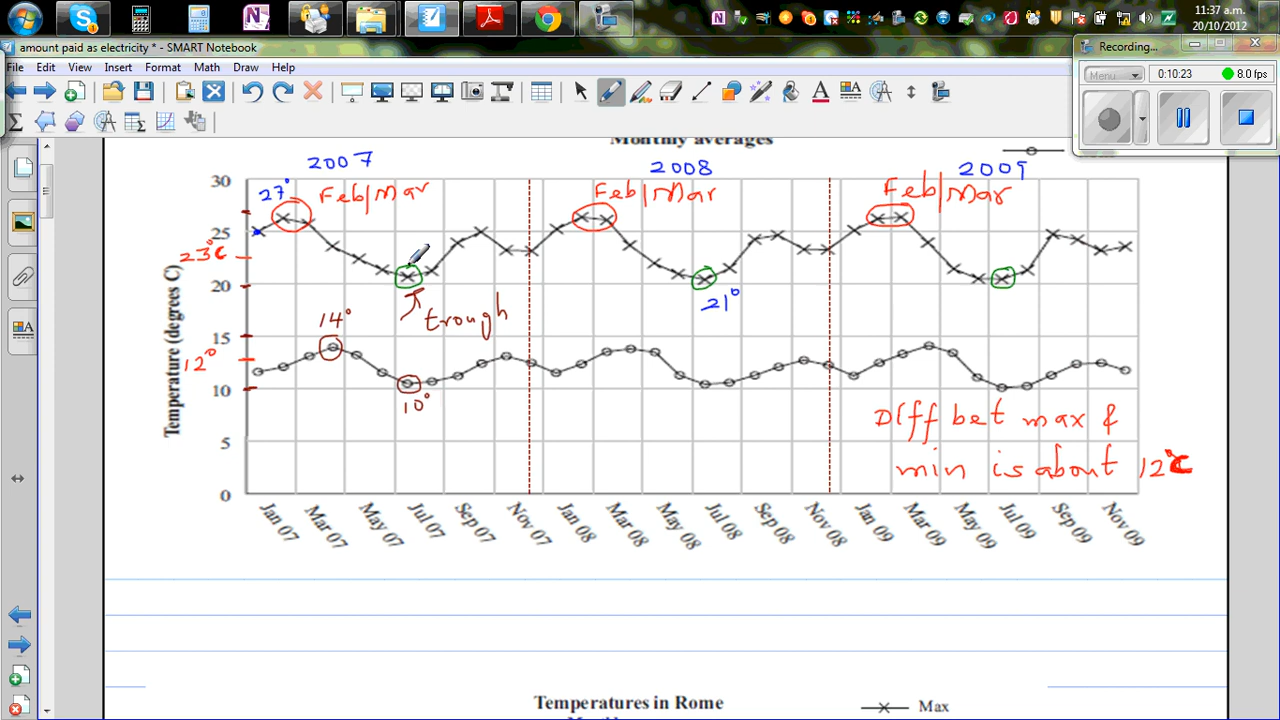 11:37 a.m.
20/10/2012
amount paid as electricity * - SMART Notebook
Recording...
File Edit View Insert Format Math Draw Help
Menu
0:10:23
8.0 fps
Monthly averages
2007
2008
2009
30
27°
Feb/Mar
Feb/Mar
Feb/Mar
25
23°C
20
21°
trough
14°
15
12°
10
10°
Diff bet max &
min is about 12°C
5
0
Temperature (degrees C)
Jan 07 Mar 07 May 07 Jul 07 Sep 07 Nov 07 Jan 08 Mar 08 May 08 Jul 08 Sep 08 Nov 08 Jan 09 Mar 09 May 09 Jul 09 Sep 09 Nov 09
Temperatures in Rome
Max